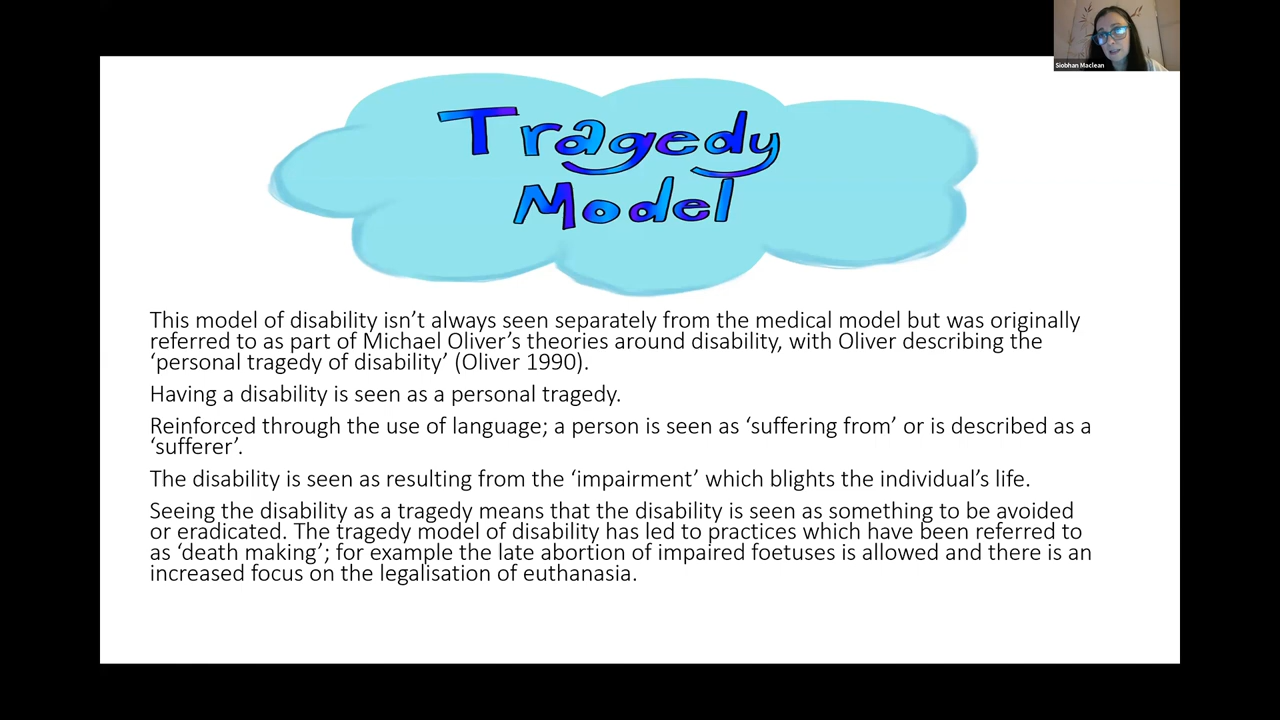 Siobhan Maclean
Tragedy
Model
This model of disability isn’t always seen separately from the medical model but was originally
referred to as part of Michael Oliver’s theories around disability, with Oliver describing the
‘personal tragedy of disability’ (Oliver 1990).
Having a disability is seen as a personal tragedy.
Reinforced through the use of language; a person is seen as ‘suffering from’ or is described as a
‘sufferer’.
The disability is seen as resulting from the ‘impairment’ which blights the individual’s life.
Seeing the disability as a tragedy means that the disability is seen as something to be avoided
or eradicated. The tragedy model of disability has led to practices which have been referred to
as ‘death making’; for example the late abortion of impaired foetuses is allowed and there is an
increased focus on the legalisation of euthanasia.